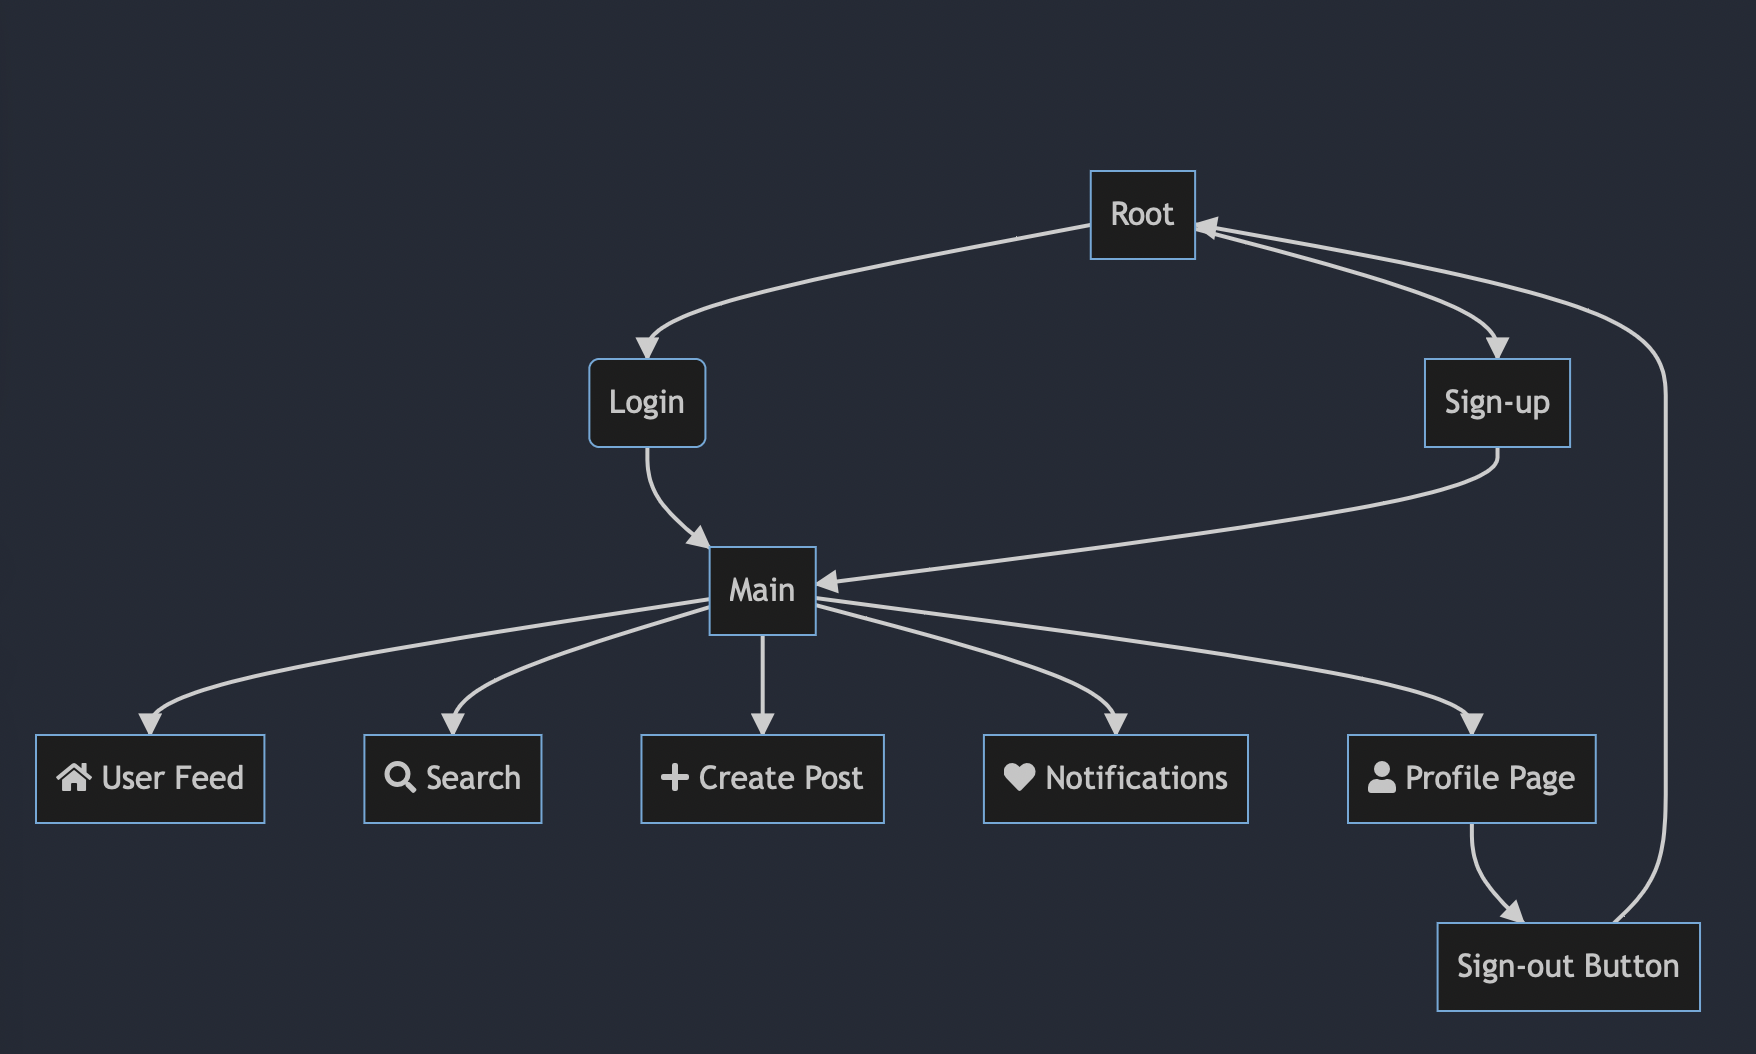 Root
Login
Sign-up
Main
User Feed
Search
Create Post
Notifications
Profile Page
Sign-out Button